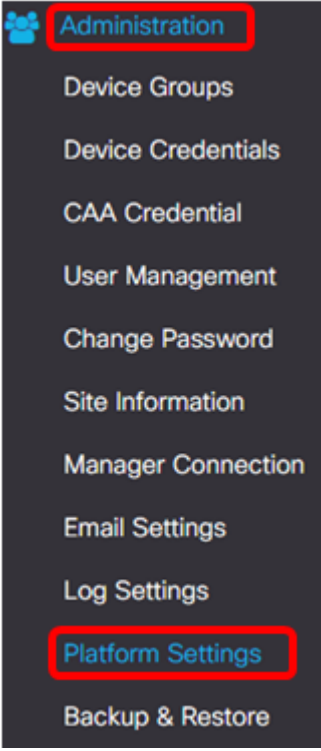 Administration
Device Groups
Device Credentials
CAA Credential
User Management
Change Password
Site Information
Manager Connection
Email Settings
Log Settings
Platform Settings
Backup & Restore